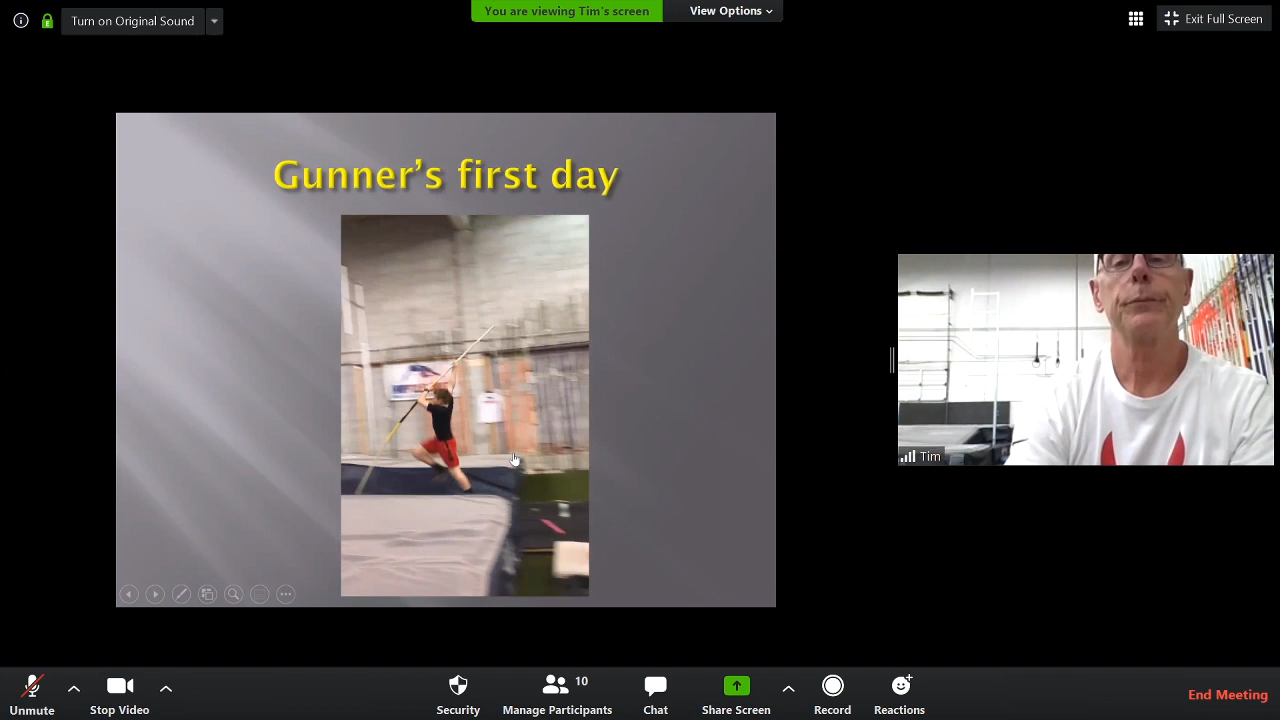 Turn on Original Sound
You are viewing Tim's screen
View Options
Exit Full Screen
Gunner's first day
Tim
Unmute
Stop Video
Security
10
Manage Participants
Chat
Share Screen
Record
Reactions
End Meeting